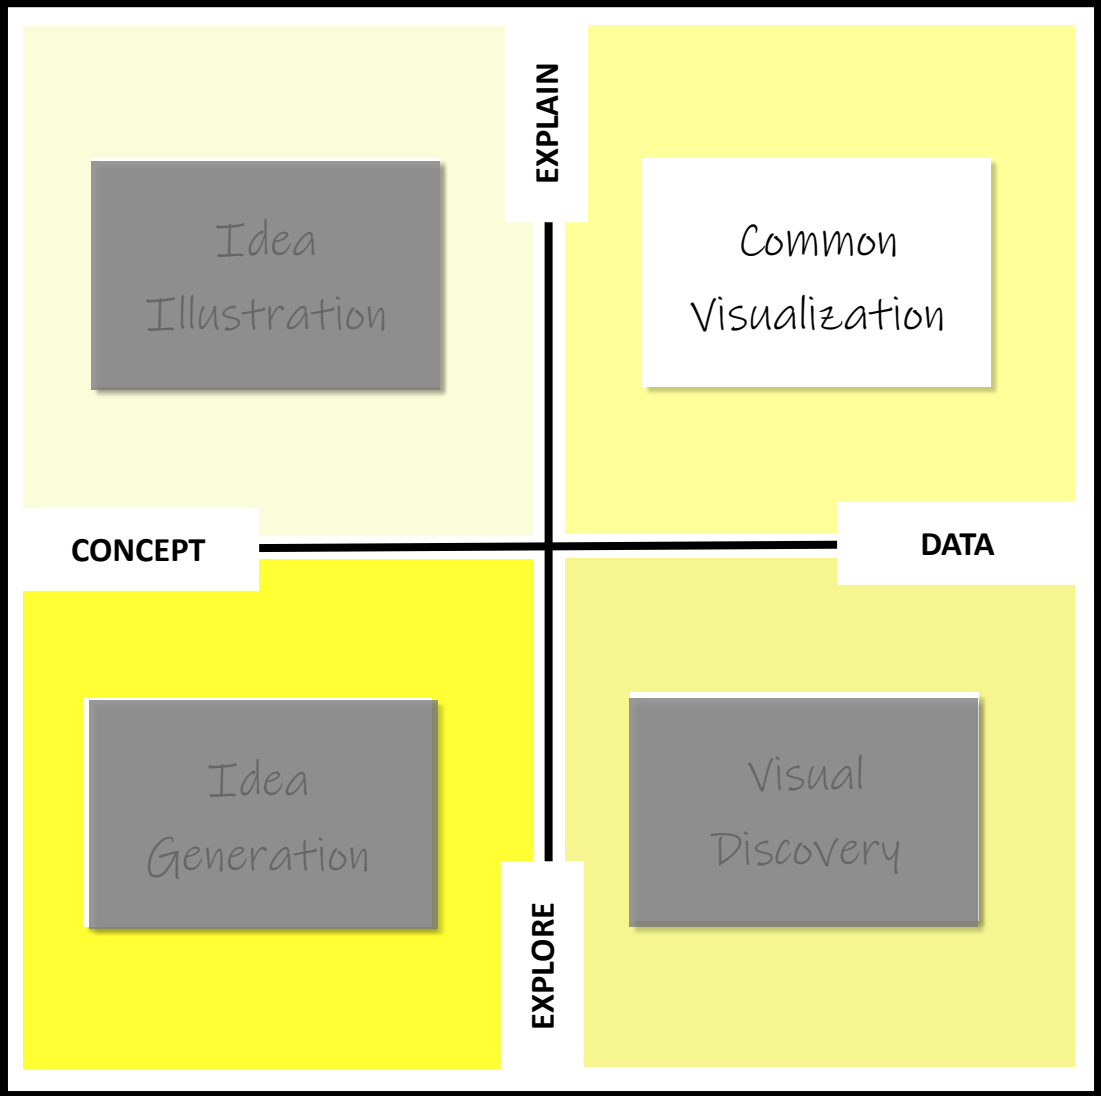 EXPLAIN
Idea
Illustration
Common
Visualization
CONCEPT
DATA
Idea
Generation
Visual
Discovery
EXPLORE